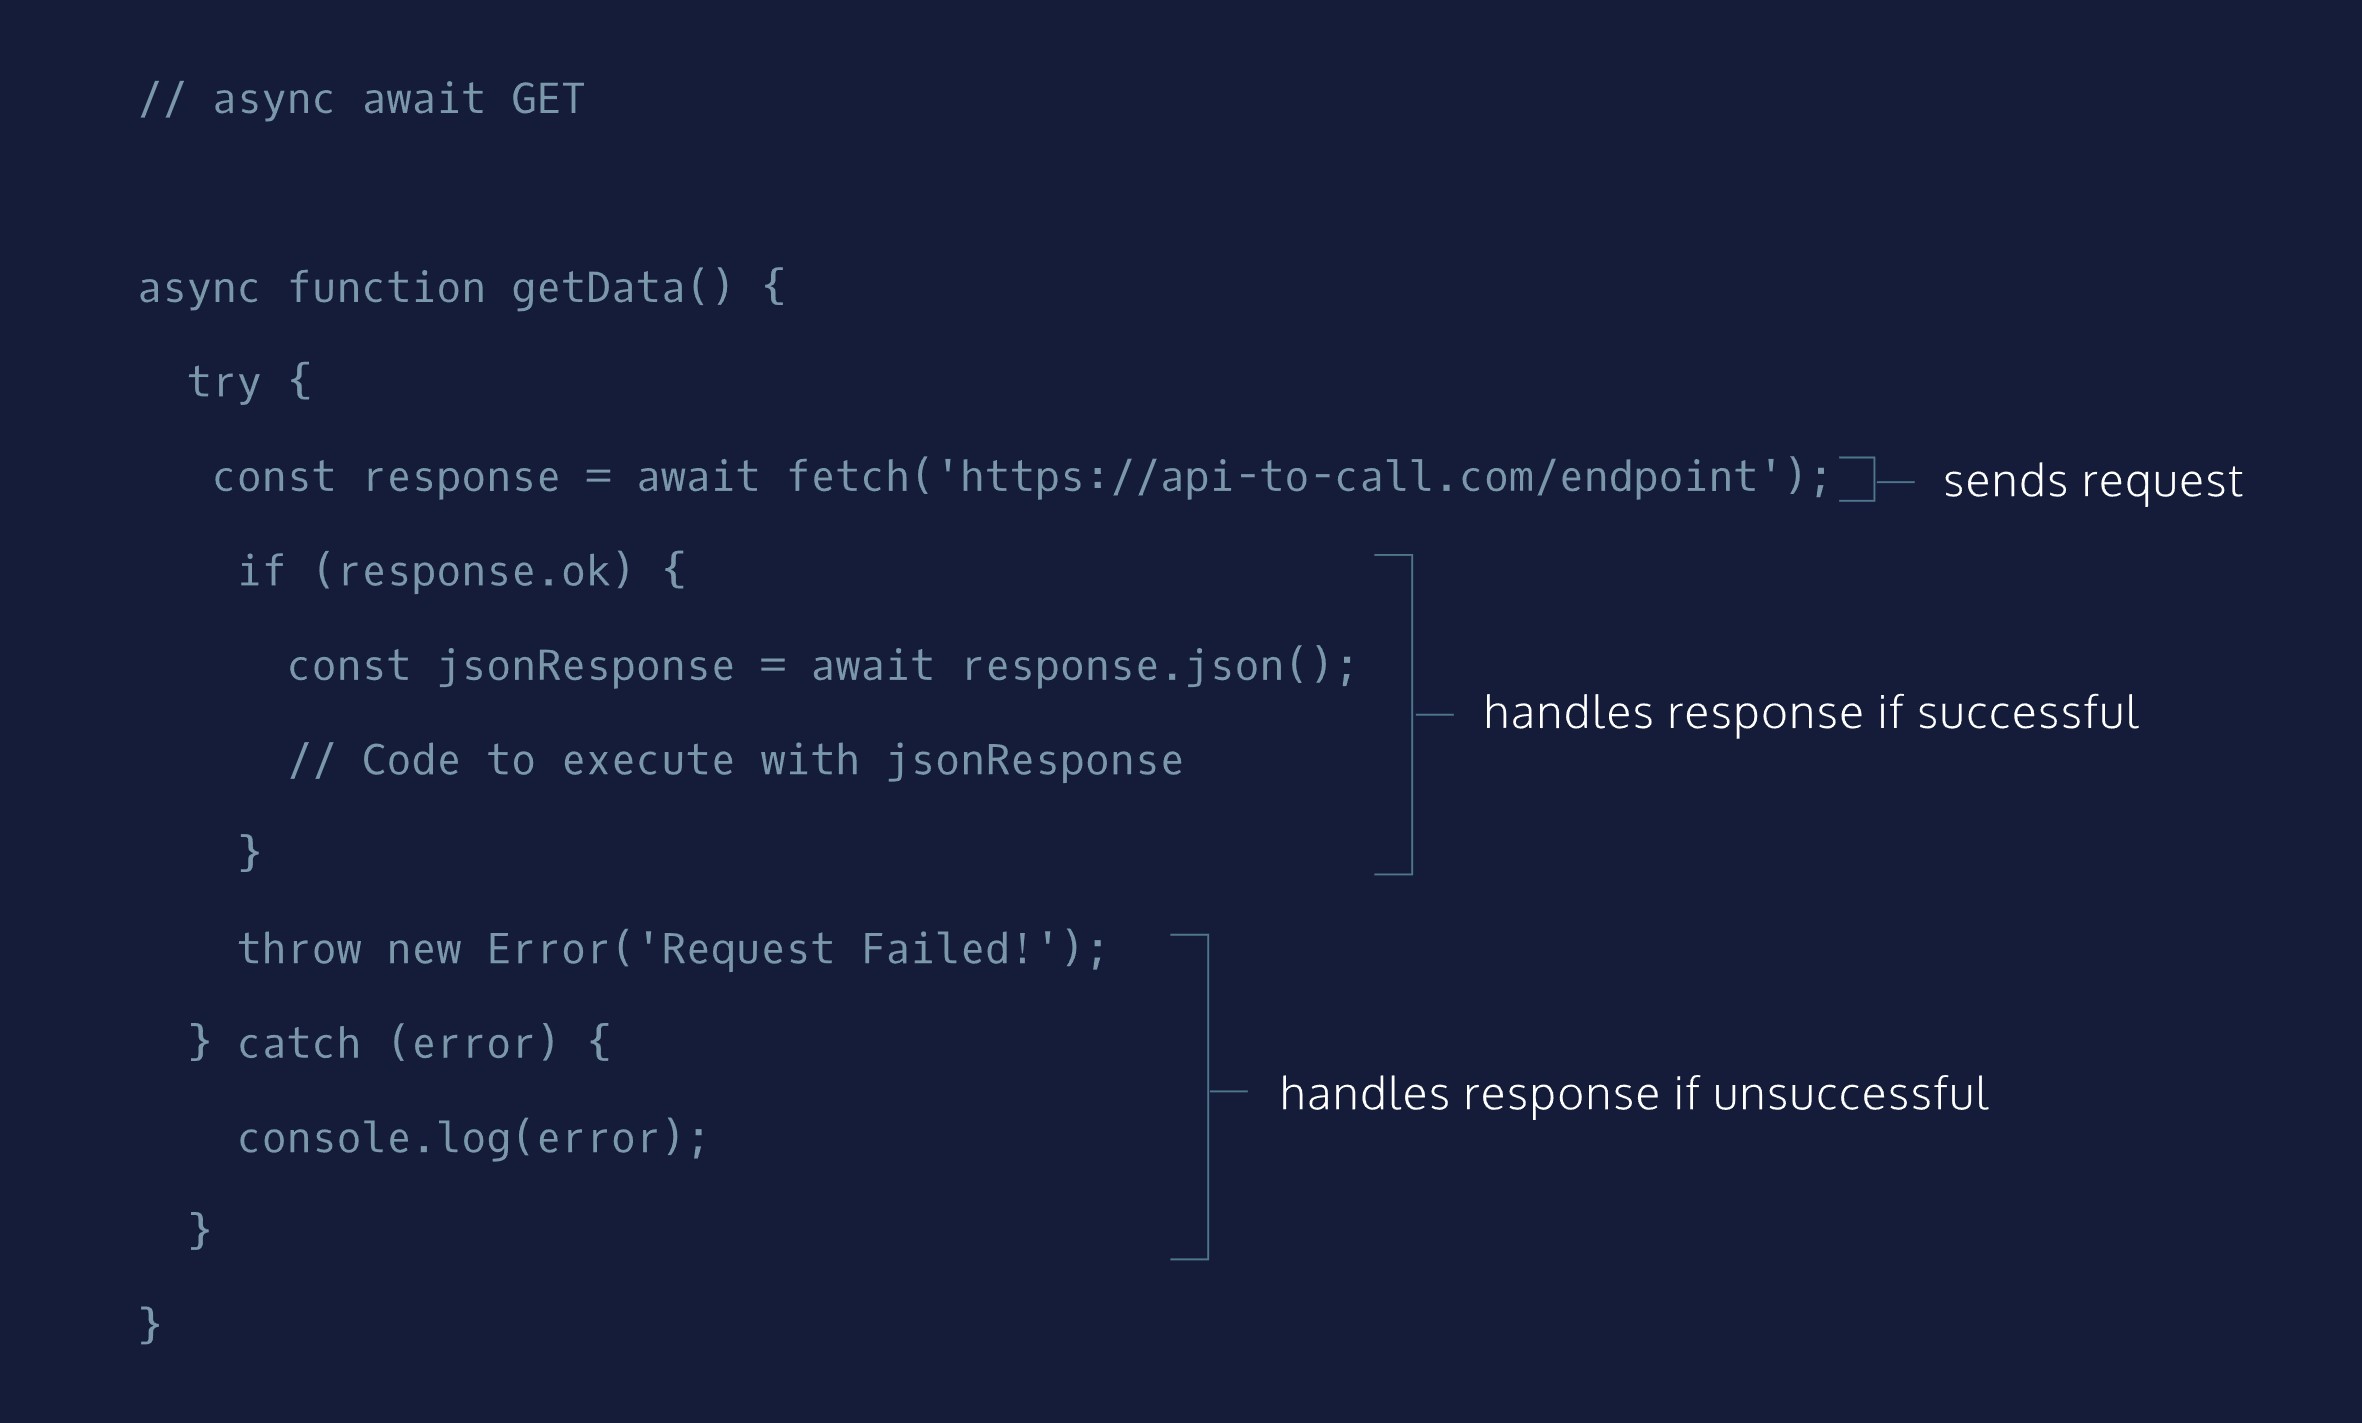 // async await GET
async function getData() {
try {
const response = await fetch('https://api-to-call.com/endpoint');
sends request
if (response.ok) {
const jsonResponse = await response.json();
// Code to execute with jsonResponse
}
handles response if successful
throw new Error('Request Failed!');
} catch (error) {
console.log(error);
}
handles response if unsuccessful
}